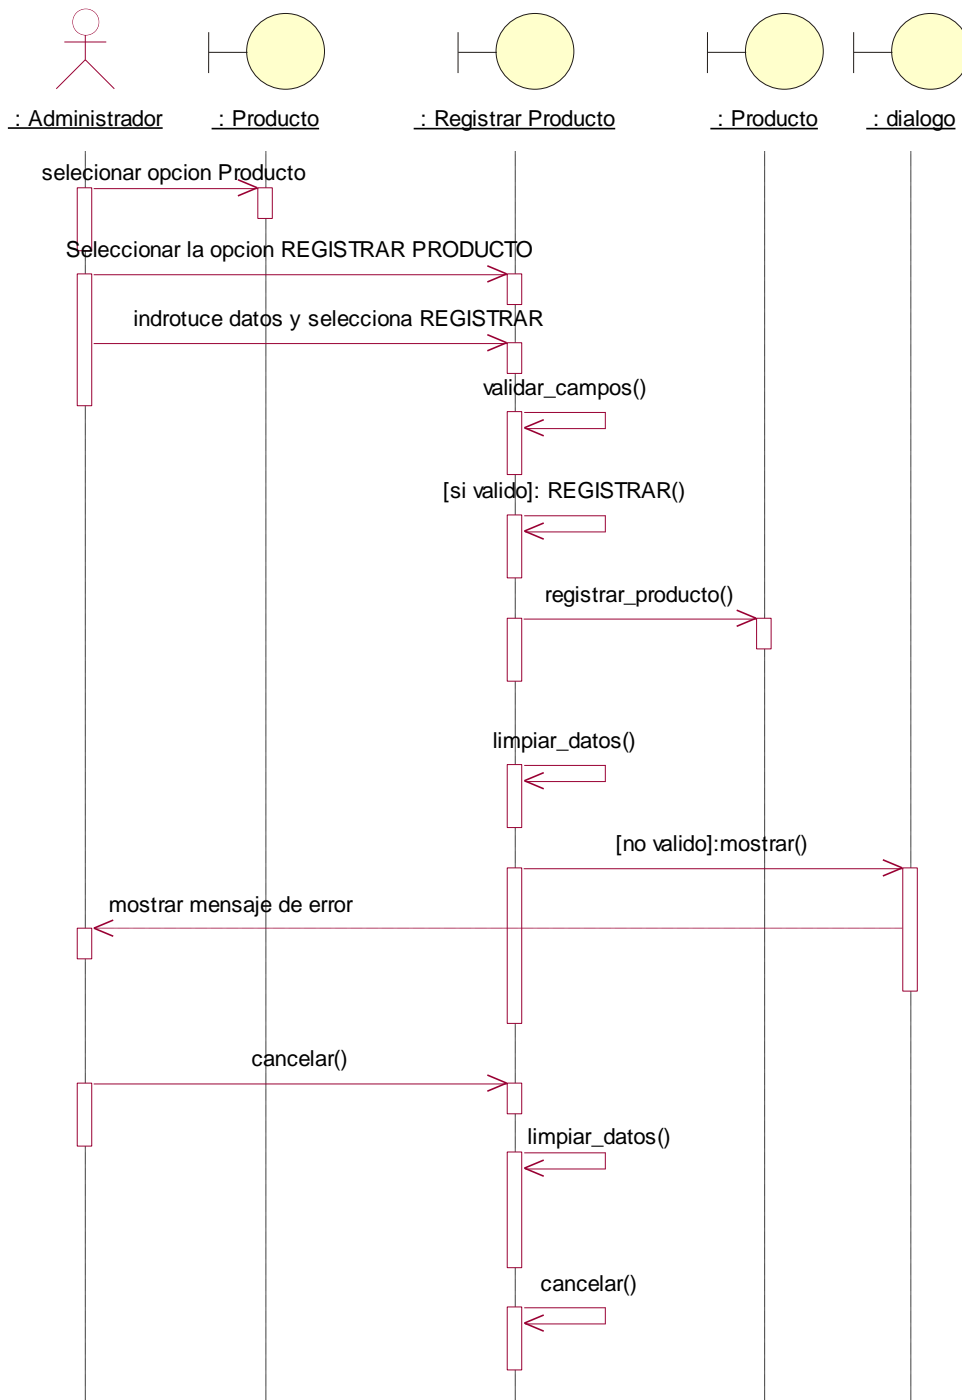 : Administrador
: Producto
: Registrar Producto
: Producto
: dialogo
selecionar opcion Producto
Seleccionar la opcion REGISTRAR PRODUCTO
indrotuce datos y selecciona REGISTRAR
validar_campos()
[si valido]: REGISTRAR()
registrar_producto()
limpiar_datos()
[no valido]:mostrar()
mostrar mensaje de error
cancelar()
limpiar_datos()
cancelar()